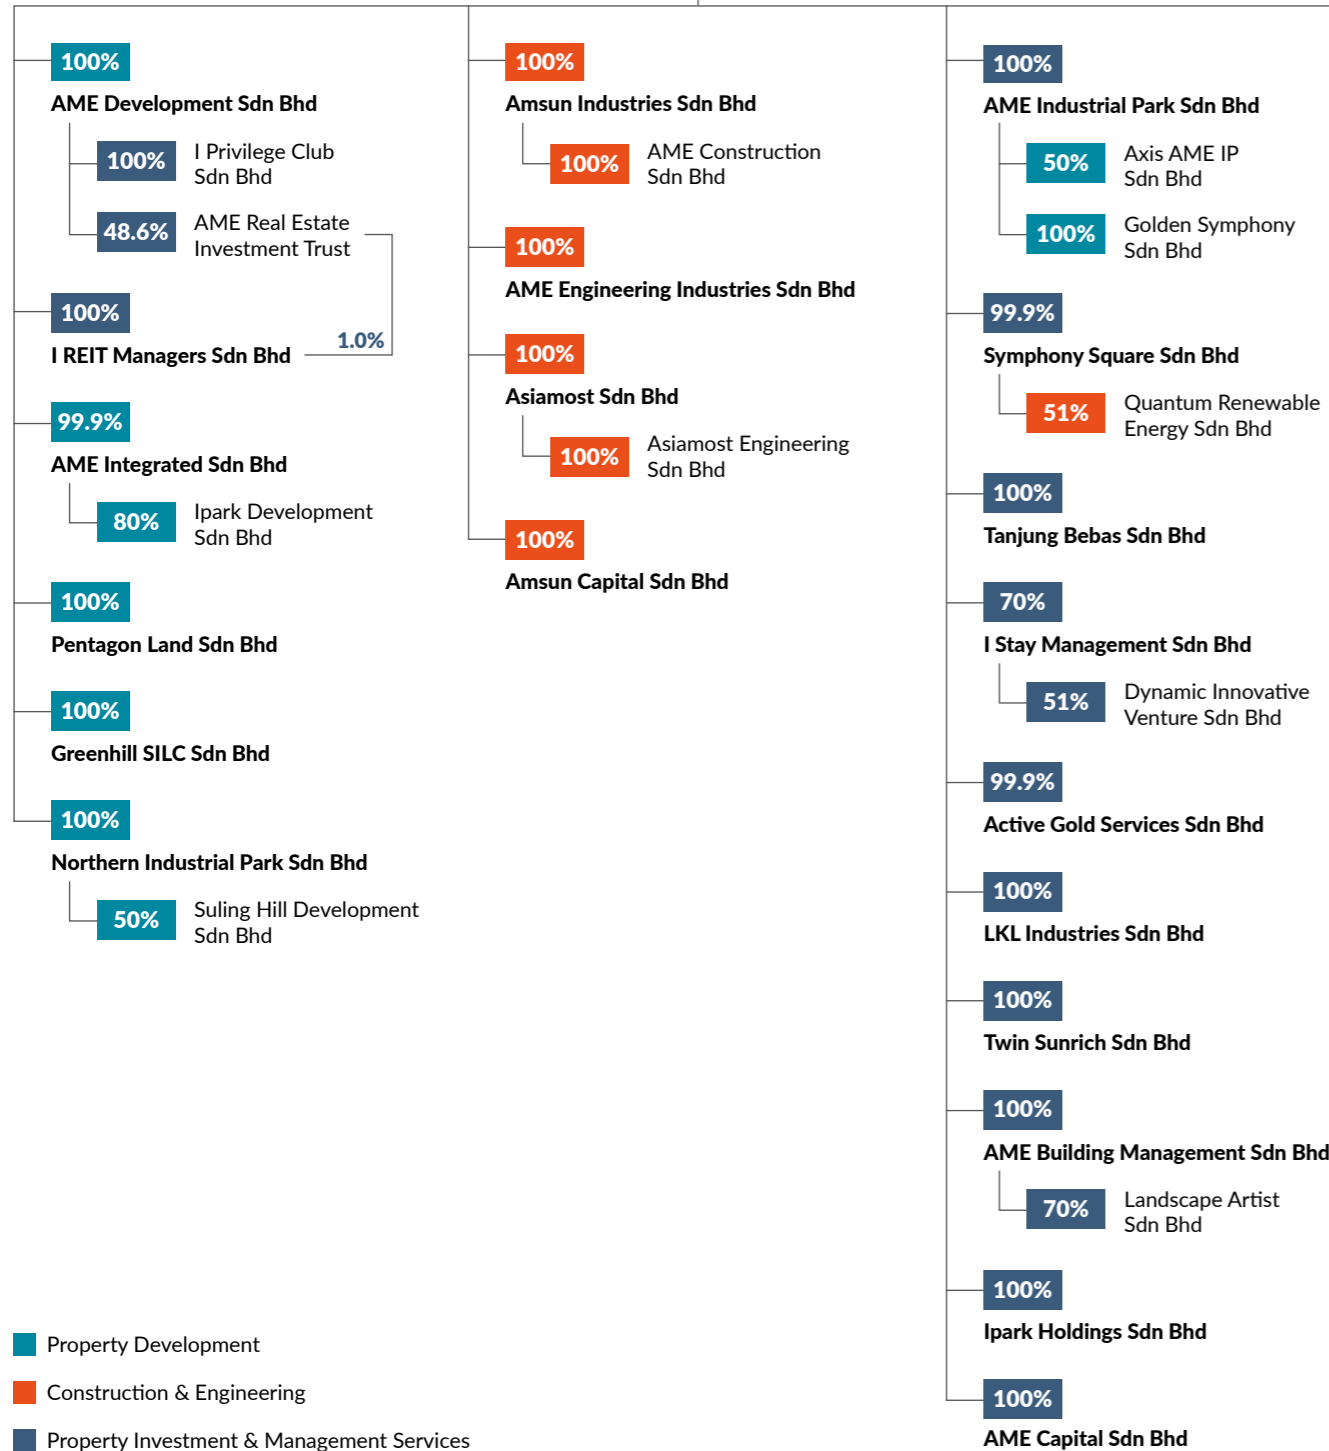 100%
AME Development Sdn Bhd
100%
I Privilege Club
Sdn Bhd
48.6%
AME Real Estate
Investment Trust
100%
I REIT Managers Sdn Bhd
1.0%
99.9%
AME Integrated Sdn Bhd
80%
Ipark Development
Sdn Bhd
100%
Pentagon Land Sdn Bhd
100%
Greenhill SILC Sdn Bhd
100%
Northern Industrial Park Sdn Bhd
50%
Suling Hill Development
Sdn Bhd
100%
Amsun Industries Sdn Bhd
100%
AME Construction
Sdn Bhd
100%
AME Engineering Industries Sdn Bhd
100%
Asiamost Sdn Bhd
100%
Asiamost Engineering
Sdn Bhd
100%
Amsun Capital Sdn Bhd
100%
AME Industrial Park Sdn Bhd
50%
Axis AME IP
Sdn Bhd
100%
Golden Symphony
Sdn Bhd
99.9%
Symphony Square Sdn Bhd
51%
Quantum Renewable
Energy Sdn Bhd
100%
Tanjung Bebas Sdn Bhd
70%
I Stay Management Sdn Bhd
51%
Dynamic Innovative
Venture Sdn Bhd
99.9%
Active Gold Services Sdn Bhd
100%
LKL Industries Sdn Bhd
100%
Twin Sunrich Sdn Bhd
100%
AME Building Management Sdn Bhd
70%
Landscape Artist
Sdn Bhd
100%
Ipark Holdings Sdn Bhd
100%
AME Capital Sdn Bhd
Property Development
Construction & Engineering
Property Investment & Management Services